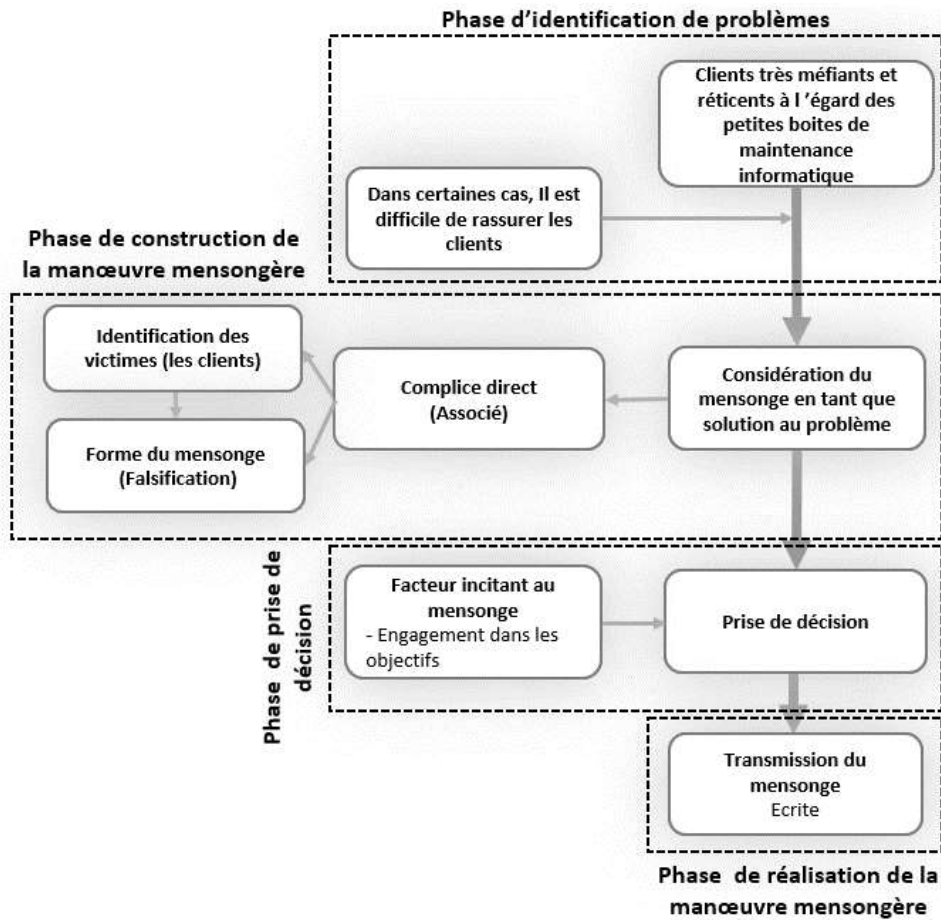 Phase d’identification de problèmes
Clients très méfiants et
réticents à l ’égard des
petites boites de
maintenance
informatique
Dans certaines cas, Il est
difficile de rassurer les
clients
Phase de construction de
la manœuvre mensongère
Identification des
victimes (les clients)
Forme du mensonge
(Falsification)
Complice direct
(Associé)
Considération du
mensonge en tant que
solution au problème
Phase de prise de
décision
Facteur incitant au
mensonge
- Engagement dans les
objectifs
Prise de décision
Transmission du
mensonge
Ecrite
Phase de réalisation de la
manœuvre mensongère